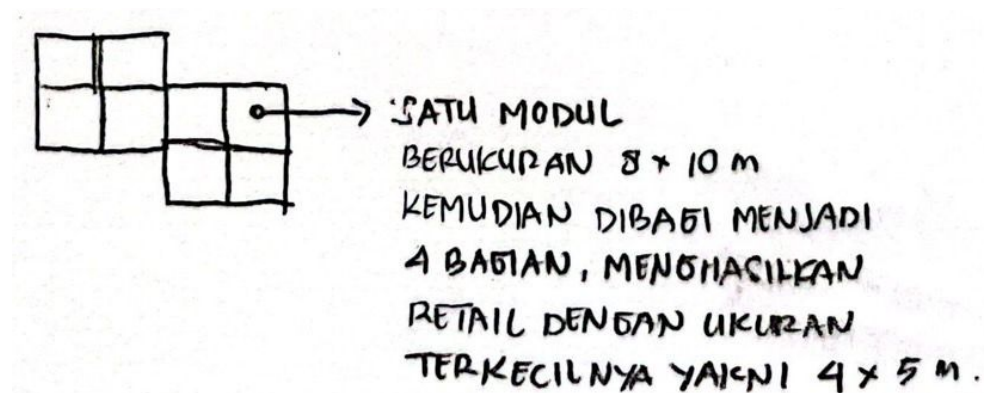 SATU MODUL
BERUKURAN 8 x 10 m
KEMUDIAN DIBAGI MENJADI
4 BAGIAN, MENGHASILKAN
RETAIL DENGAN UKURAN
TERKECILNYA YAKNI 4 x 5 m.